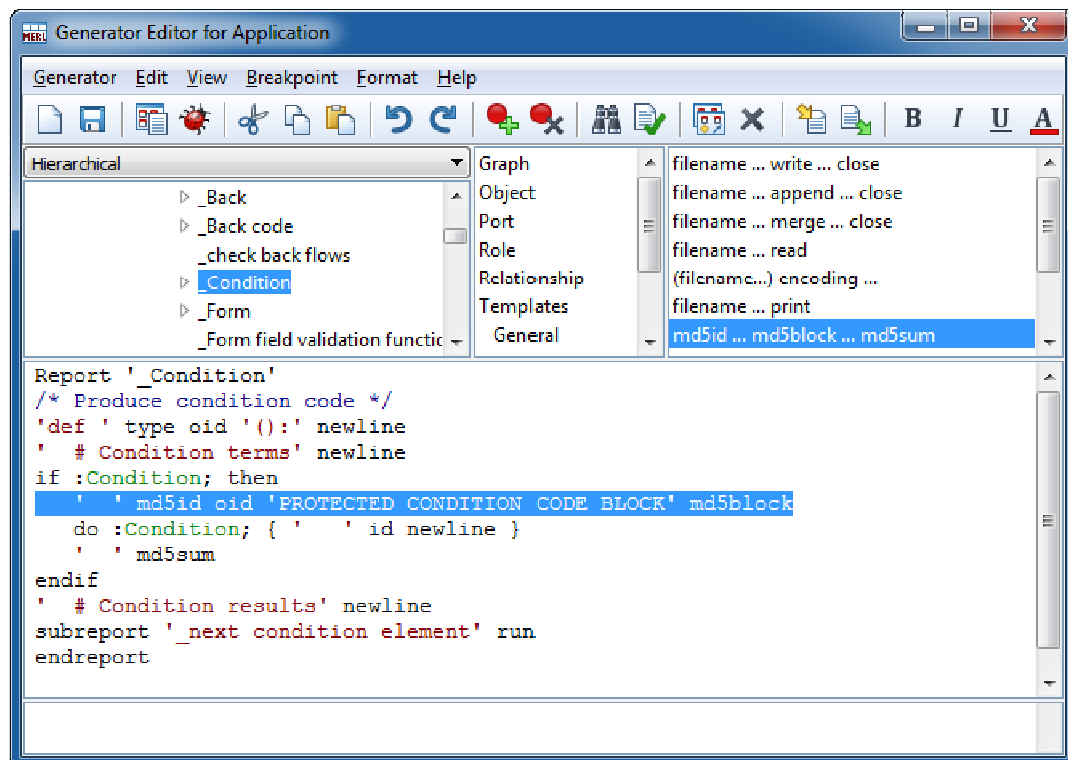 MERL Generator Editor for Application
Generator Edit View Breakpoint Format Help
B I U A
Hierarchical
_Back
_Back code
_check back flows
_Condition
_Form
_Form field validation functic
Graph
Object
Port
Role
Relationship
Templates
General
filename ... write ... close
filename ... append ... close
filename ... merge ... close
filename ... read
(filename...) encoding ...
filename ... print
md5id ... md5block ... md5sum
Report '_Condition'
/* Produce condition code */
'def ' type oid '():' newline
'  # Condition terms' newline
if :Condition; then
   '  ' md5id oid 'PROTECTED CONDITION CODE BLOCK' md5block
   do :Condition; { '   ' id newline }
   '  ' md5sum
endif
'  # Condition results' newline
subreport '_next condition element' run
endreport